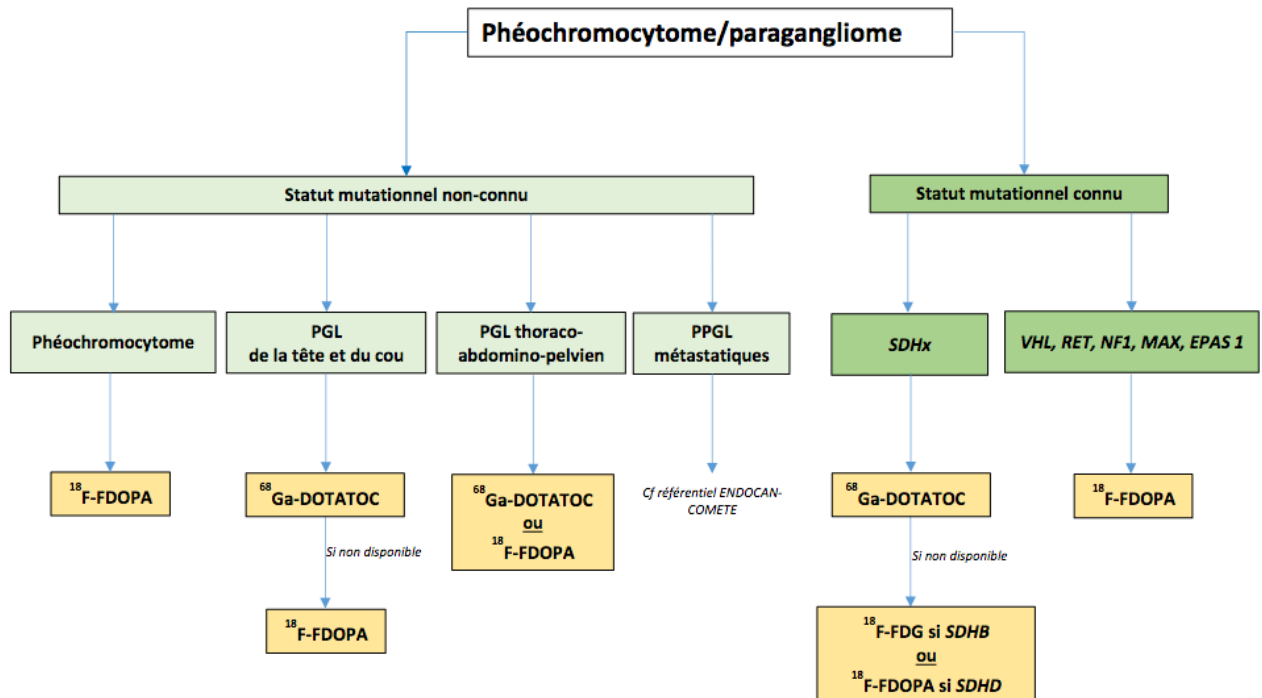 Phéochromocytome/paragangliome
Statut mutationnel non-connu
Statut mutationnel connu
Phéochromocytome
PGL
de la tête et du cou
PGL thoraco-
abdomino-pelvien
PPGL
métastatiques
SDHx
VHL, RET, NF1, MAX, EPAS 1
18F-FDOPA
68Ga-DOTATOC
68Ga-DOTATOC
ou
18F-FDOPA
Cf référentiel ENDOCAN-
COMETE
68Ga-DOTATOC
18F-FDOPA
Si non disponible
Si non disponible
18F-FDOPA
18F-FDG si SDHB
ou
18F-FDOPA si SDHD